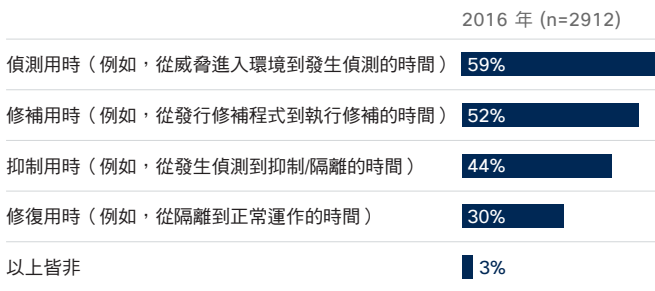 2016 年 (n=2912)
偵測用時（例如，從威脅進入環境到發生偵測的時間） 59%
修補用時（例如，從發行修補程式到執行修補的時間） 52%
抑制用時（例如，從發生偵測到抑制/隔離的時間） 44%
修復用時（例如，從隔離到正常運作的時間） 30%
以上皆非 3%